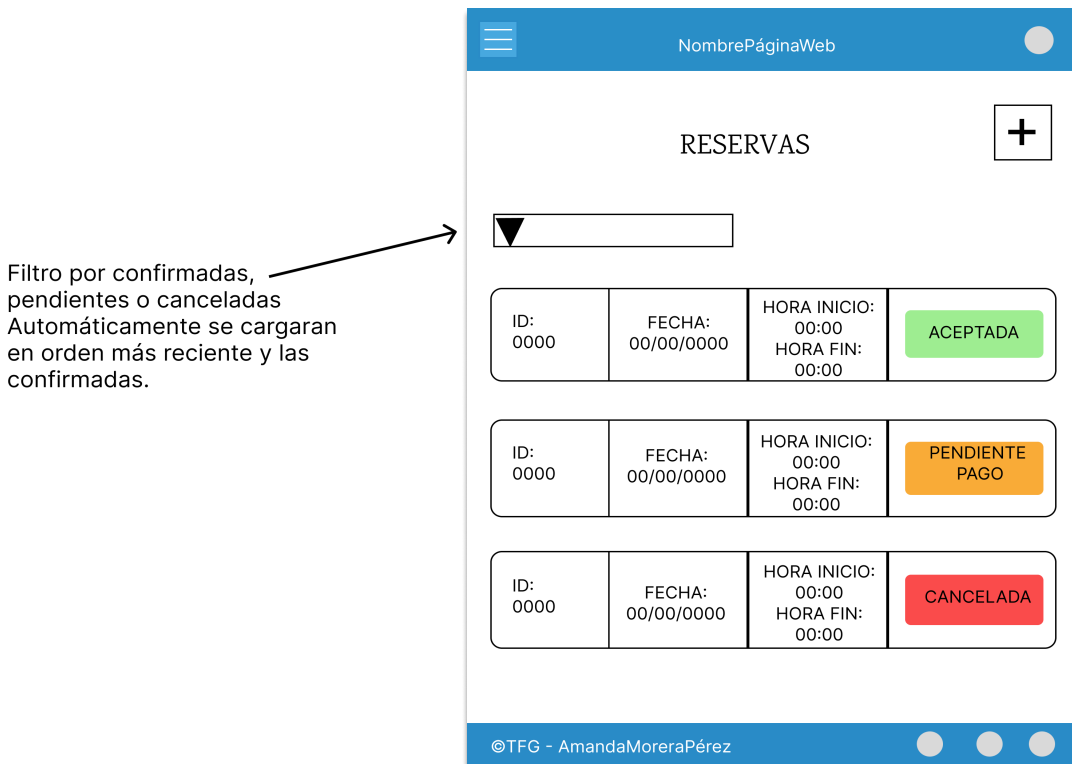 NombrePáginaWeb
RESERVAS
+
Filtro por confirmadas,
pendientes o canceladas
Automáticamente se cargaran
en orden más reciente y las
confirmadas.
ID:
0000
FECHA:
00/00/0000
HORA INICIO:
00:00
HORA FIN:
00:00
ACEPTADA
ID:
0000
FECHA:
00/00/0000
HORA INICIO:
00:00
HORA FIN:
00:00
PENDIENTE
PAGO
ID:
0000
FECHA:
00/00/0000
HORA INICIO:
00:00
HORA FIN:
00:00
CANCELADA
©TFG - AmandaMoreraPérez